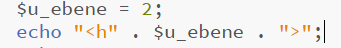 $u_ebene = 2;
echo "<h" . $u_ebene . ">";